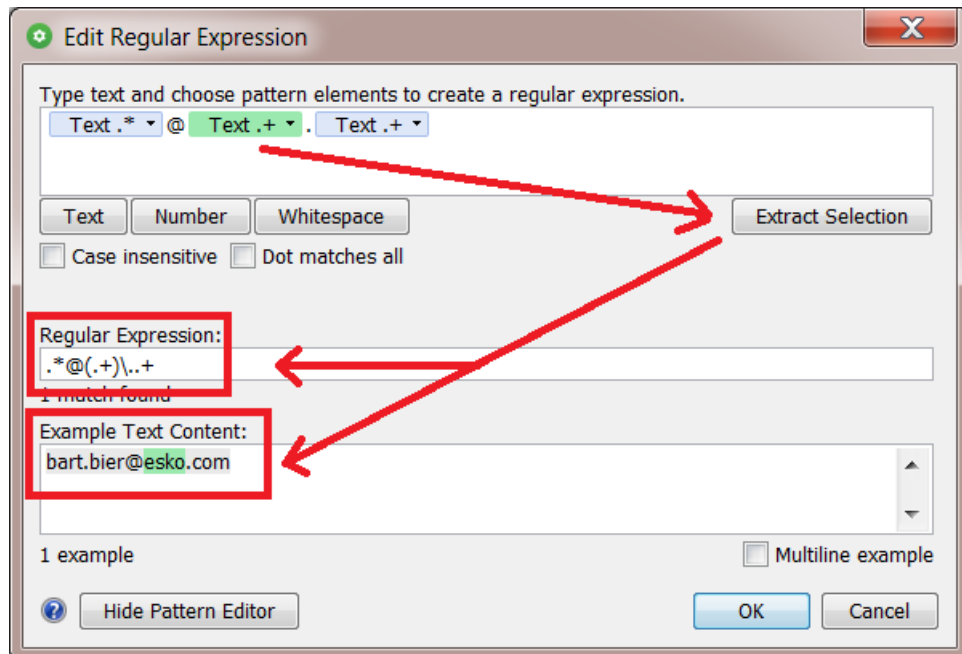 Edit Regular Expression
Type text and choose pattern elements to create a regular expression.
Text .* @ Text .+ . Text .+
Text Number Whitespace Extract Selection
Case insensitive Dot matches all
Regular Expression:
.*@(.+)\..+
1 match found
Example Text Content:
bart.bier@esko.com
1 example Multiline example
Hide Pattern Editor OK Cancel